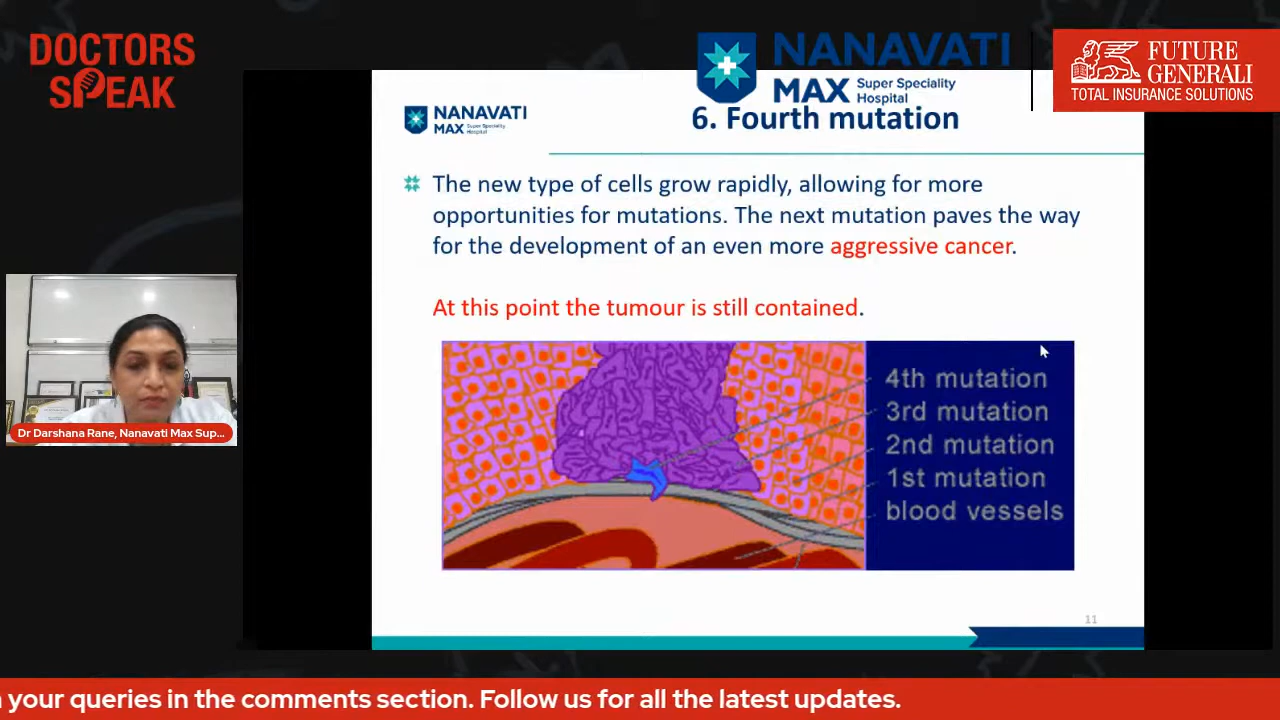 DOCTORS
SPEAK
NANAVATI
MAX Super Speciality
Hospital
FUTURE
GENERALI
TOTAL INSURANCE SOLUTIONS
NANAVATI
MAX Super Speciality
Hospital
6. Fourth mutation
The new type of cells grow rapidly, allowing for more
opportunities for mutations. The next mutation paves the way
for the development of an even more aggressive cancer.
At this point the tumour is still contained.
4th mutation
3rd mutation
2nd mutation
1st mutation
blood vessels
Dr Darshana Rane, Nanavati Max Sup...
11
your queries in the comments section. Follow us for all the latest updates.